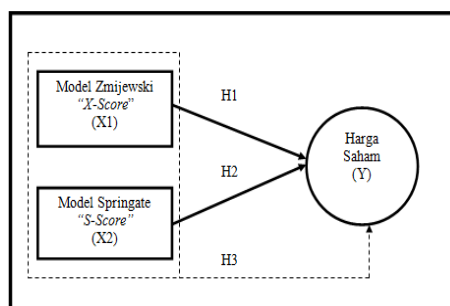 Model Zmijewski
"X-Score"
(X1)
H1
Harga
Saham
(Y)
H2
Model Springate
"S-Score"
(X2)
H3